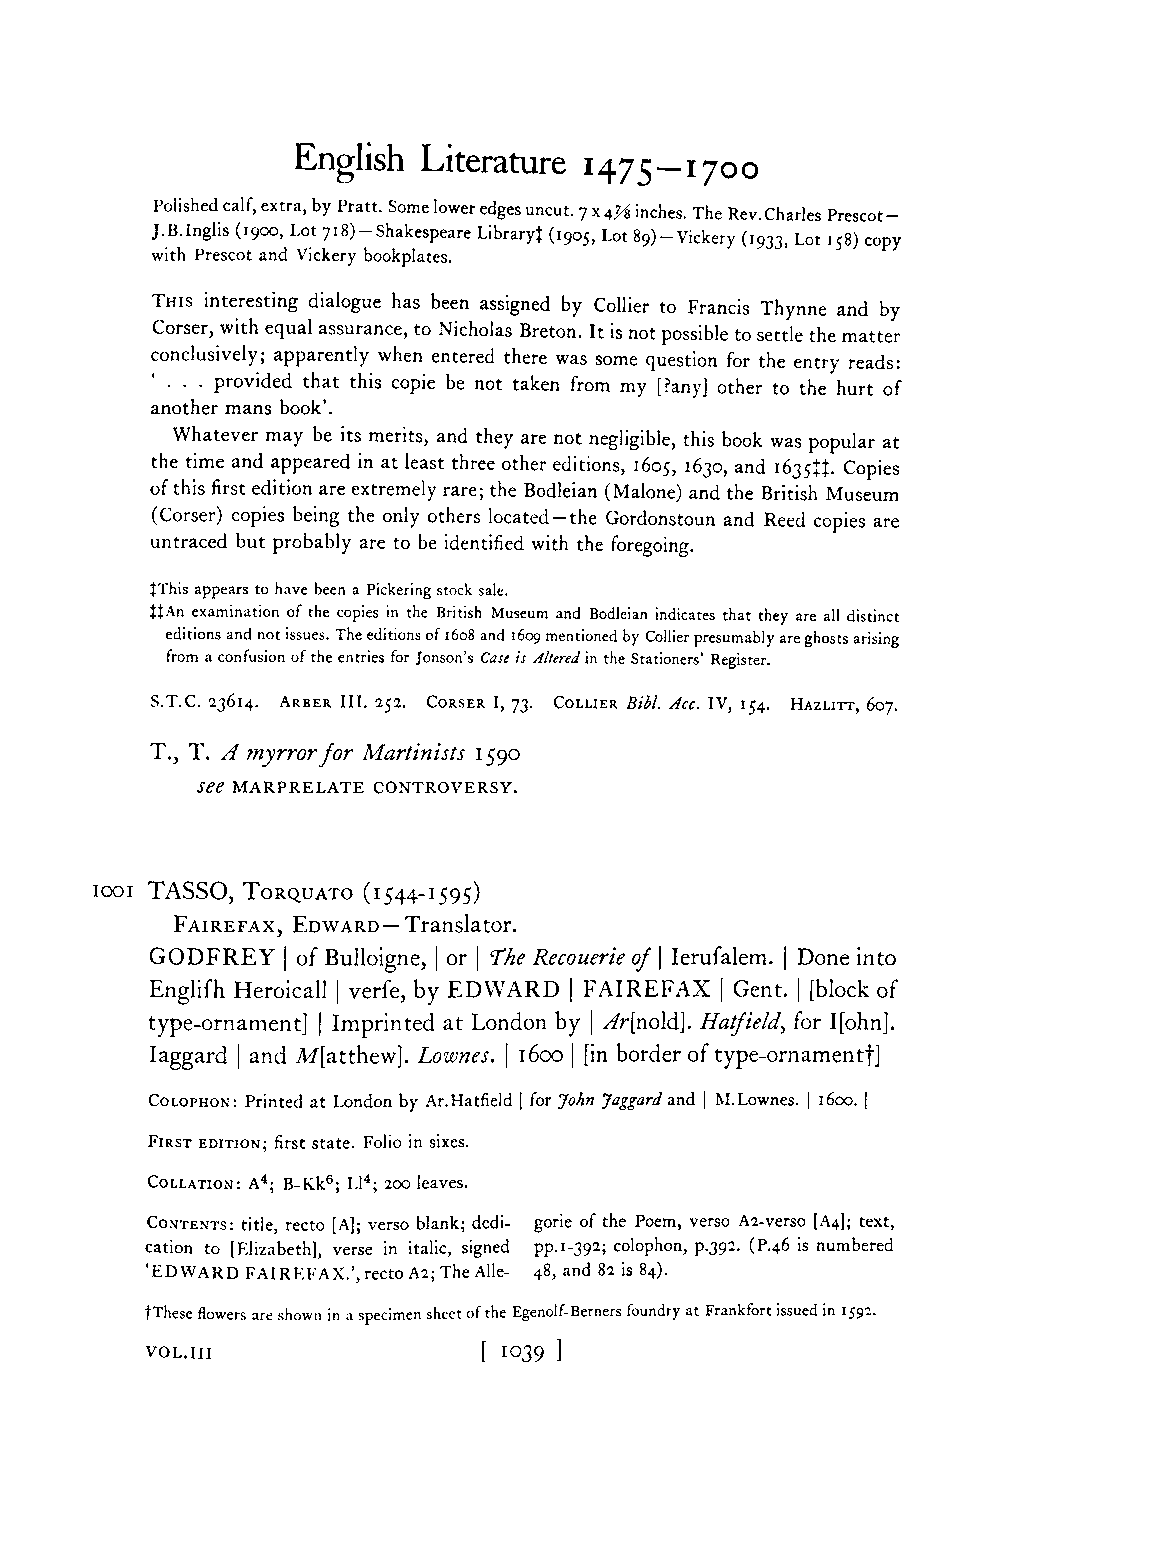 English Literature 1475—1700
Polished calf, extra, by Pratt. Some lower edges uncut. 7 x 4⅞ inches. The Rev. Charles Prescot—
J.B.Inglis (1900, Lot 718)—Shakespeare Library‡ (1905, Lot 89)—Vickery (1933, Lot 158) copy
with Prescot and Vickery bookplates.
THIS interesting dialogue has been assigned by Collier to Francis Thynne and by
Corser, with equal assurance, to Nicholas Breton. It is not possible to settle the matter
conclusively; apparently when entered there was some question for the entry reads:
' . . . provided that this copie be not taken from my [?any] other to the hurt of
another mans book'.
Whatever may be its merits, and they are not negligible, this book was popular at
the time and appeared in at least three other editions, 1605, 1630, and 1635‡‡. Copies
of this first edition are extremely rare; the Bodleian (Malone) and the British Museum
(Corser) copies being the only others located—the Gordonstoun and Reed copies are
untraced but probably are to be identified with the foregoing.
‡This appears to have been a Pickering stock sale.
‡‡An examination of the copies in the British Museum and Bodleian indicates that they are all distinct
editions and not issues. The editions of 1608 and 1609 mentioned by Collier presumably are ghosts arising
from a confusion of the entries for Jonson's Case is Altered in the Stationers' Register.
S.T.C. 23614. ARBER III. 252. CORSER I, 73. COLLIER Bibl. Acc. IV, 154. HAZLITT, 607.
T., T. A myrror for Martinists 1590
see MARPRELATE CONTROVERSY.
1001 TASSO, TORQUATO (1544-1595)
FAIREFAX, EDWARD—Translator.
GODFREY | of Bulloigne, | or | The Recouerie of | Ierufalem. | Done into
Englifh Heroicall | verfe, by EDWARD | FAIREFAX | Gent. | [block of
type-ornament] | Imprinted at London by | Ar[nold]. Hatfield, for I[ohn].
Iaggard | and M[atthew]. Lownes. | 1600 | [in border of type-ornament†]
COLOPHON: Printed at London by Ar.Hatfield | for John Jaggard and | M.Lownes. | 1600. |
FIRST EDITION; first state. Folio in sixes.
COLLATION: A⁴; B-Kk⁶; Ll⁴; 200 leaves.
CONTENTS: title, recto [A]; verso blank; dedi-
cation to [Elizabeth], verse in italic, signed
'EDWARD FAIREFAX.', recto A2; The Alle-
gorie of the Poem, verso A2-verso [A4]; text,
pp.1-392; colophon, p.392. (P.46 is numbered
48, and 82 is 84).
†These flowers are shown in a specimen sheet of the Egenolf-Berners foundry at Frankfort issued in 1592.
VOL.III [ 1039 ]